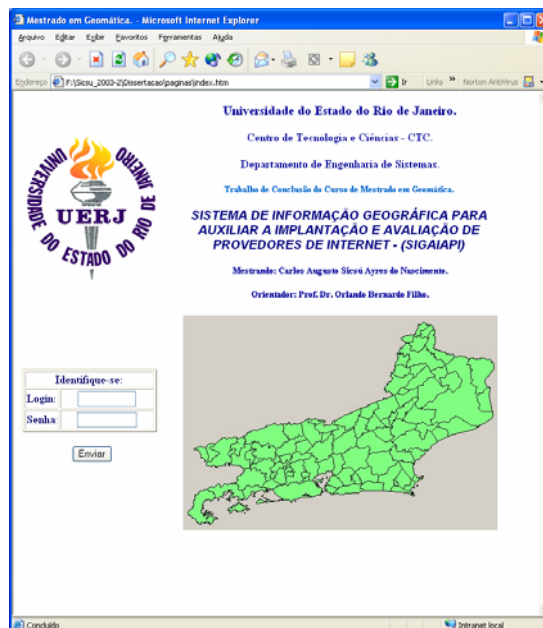 Mestrado em Geomática. - Microsoft Internet Explorer
Arquivo Editar Exibir Favoritos Ferramentas Ajuda
Endereço F:\Sicsu_2003-2\Dissertacao\paginas\index.htm Ir Links » Norton AntiVirus
Universidade do Estado do Rio de Janeiro.
Centro de Tecnologia e Ciências - CTC.
Departamento de Engenharia de Sistemas.
Trabalho de Conclusão do Curso de Mestrado em Geomática.
SISTEMA DE INFORMAÇÃO GEOGRÁFICA PARA
AUXILIAR A IMPLANTAÇÃO E AVALIAÇÃO DE
PROVEDORES DE INTERNET - (SIGAIAPI)
Mestrando: Carlos Augusto Sicsú Ayres do Nascimento.
Orientador: Prof. Dr. Orlando Bernardo Filho.
UNIVERSIDADE DO ESTADO DO RIO DE JANEIRO
UERJ
Identifique-se:
Login:
Senha:
Enviar
Concluído Intranet local